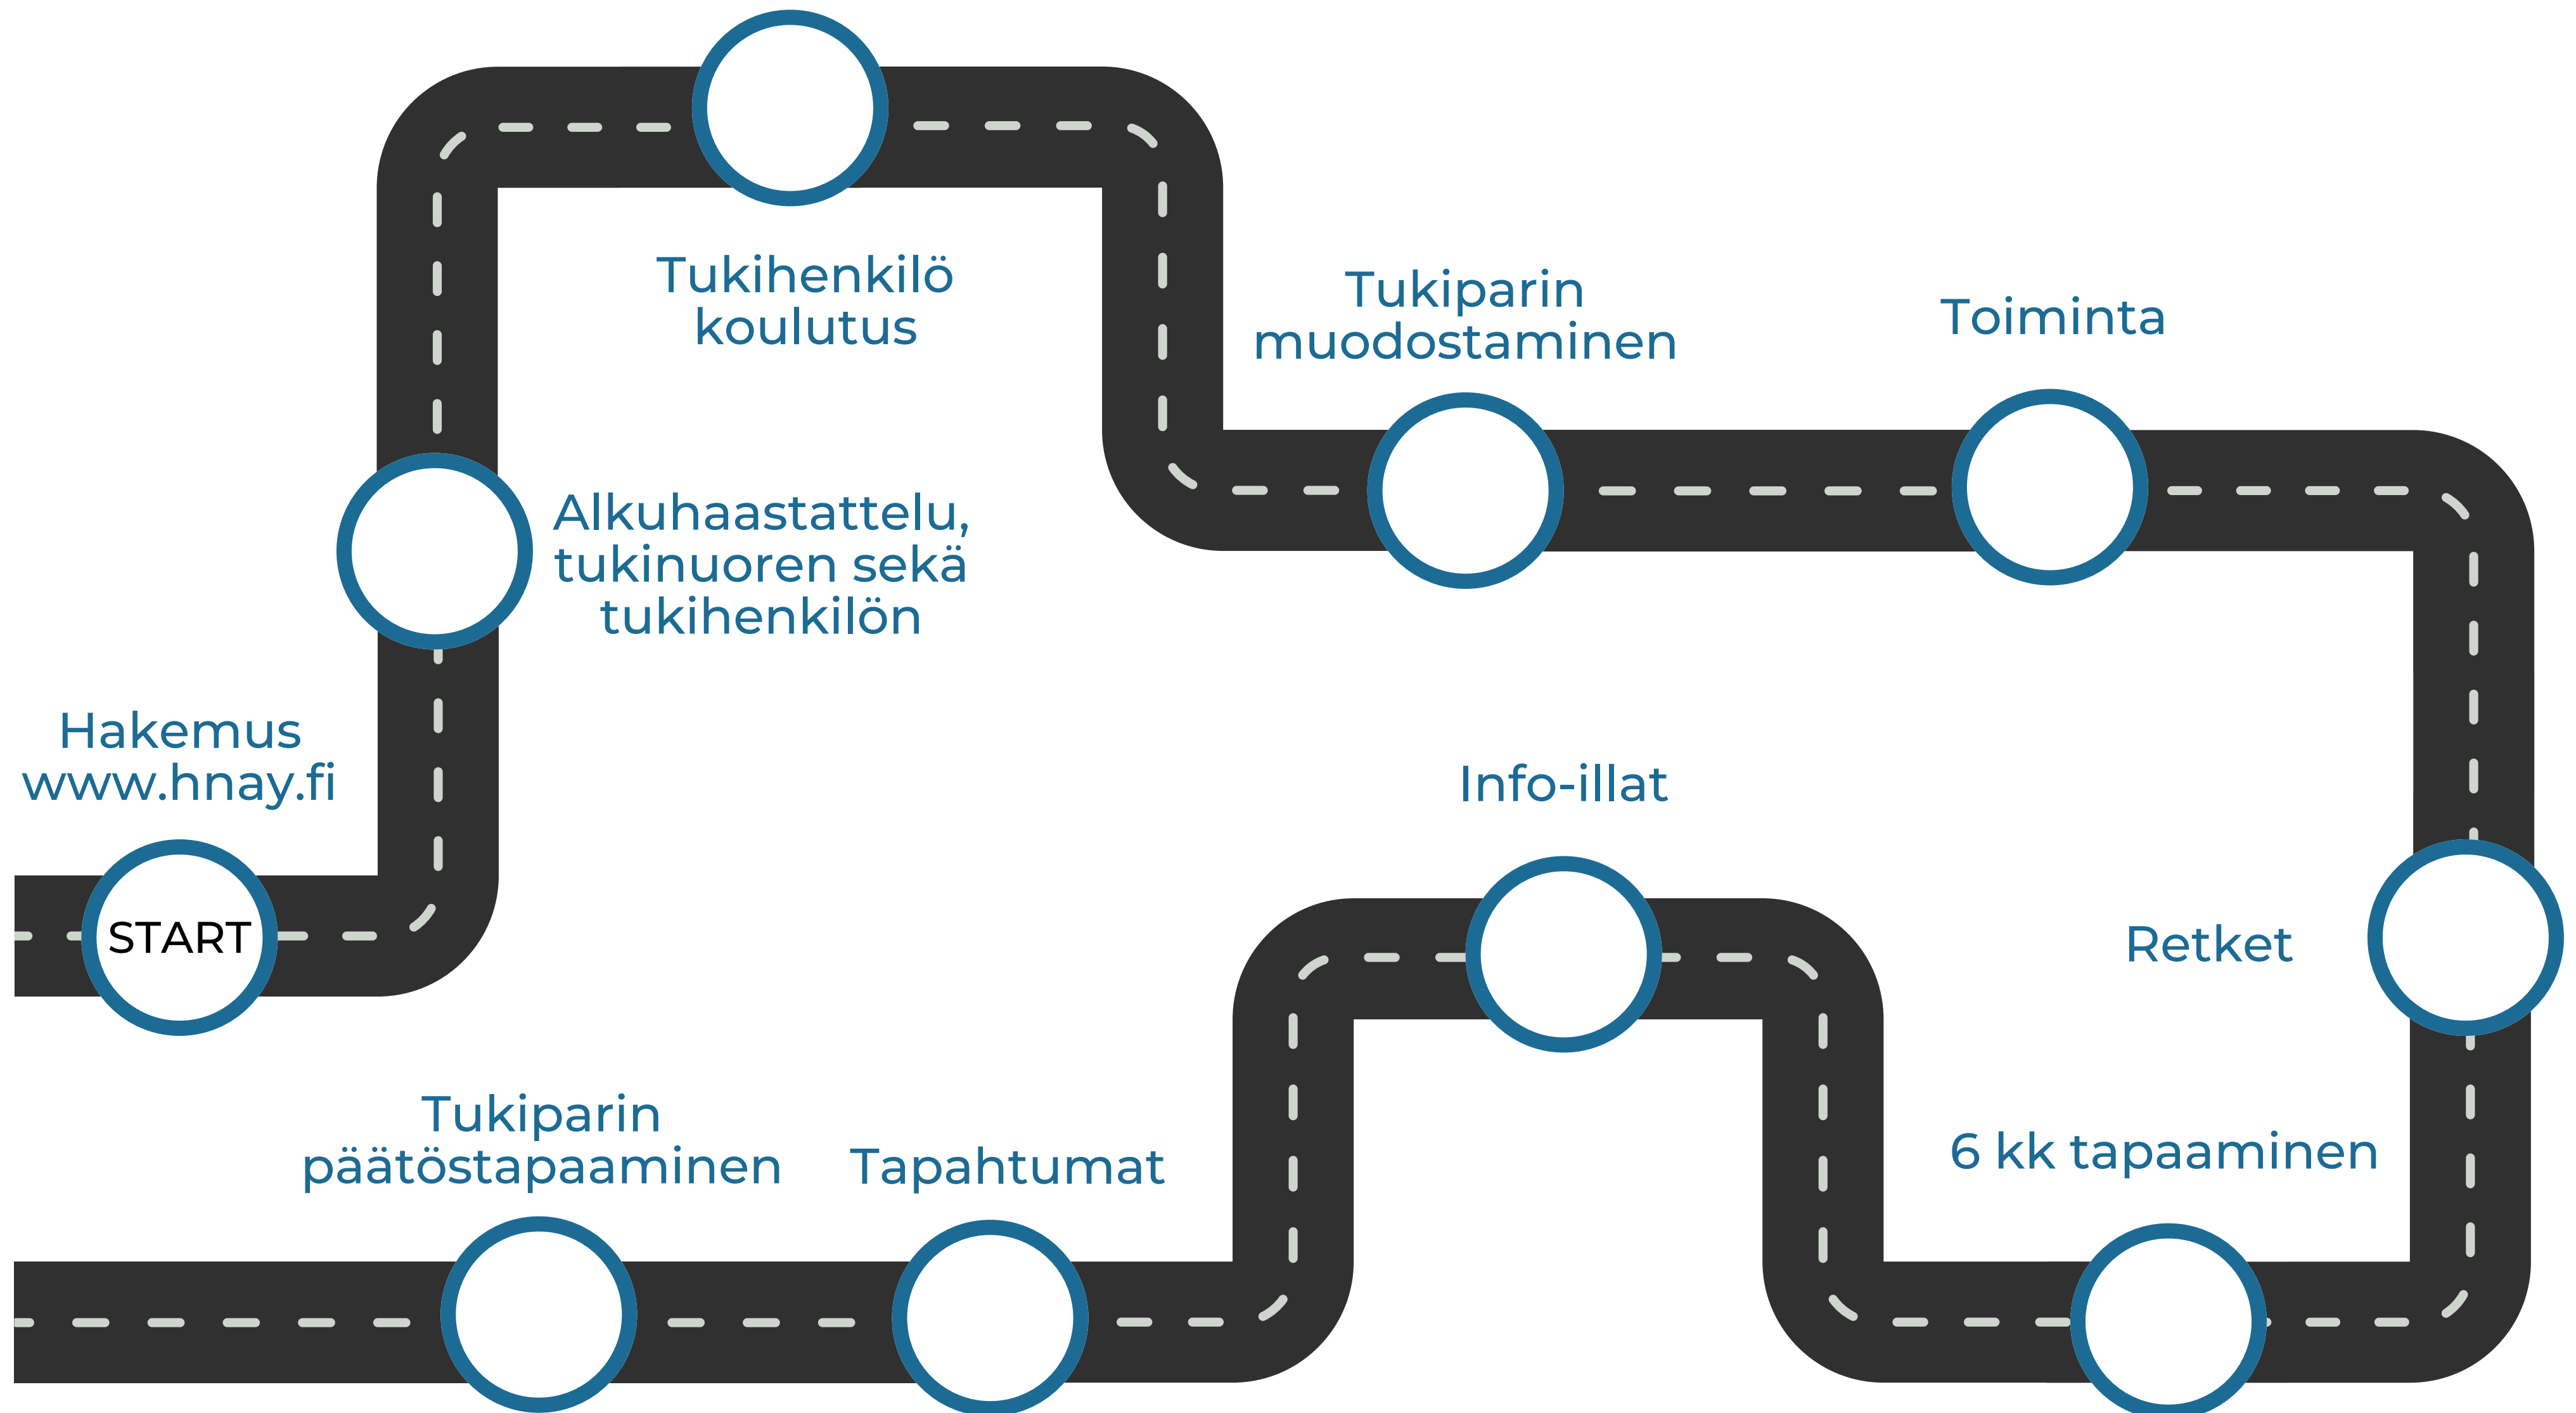 Hakemus
www.hnay.fi
START
Alkuhaastattelu,
tukinuoren sekä
tukihenkilön
Tukihenkilö
koulutus
Tukiparin
muodostaminen
Toiminta
Retket
6 kk tapaaminen
Info-illat
Tapahtumat
Tukiparin
päätöstapaaminen